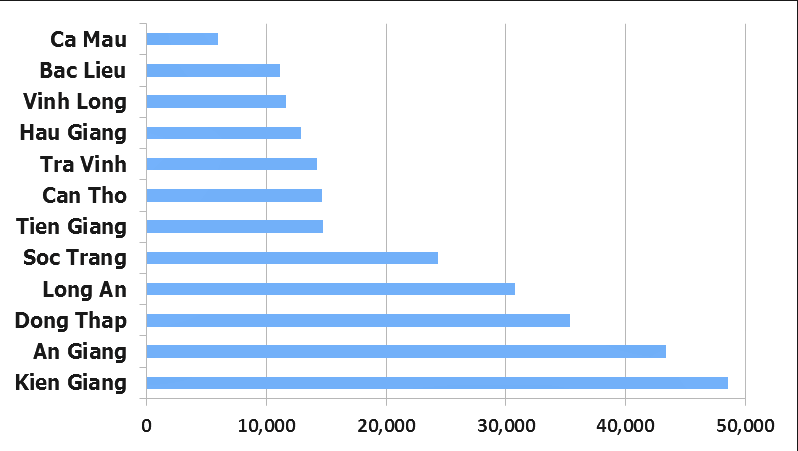 Ca Mau
Bac Lieu
Vinh Long
Hau Giang
Tra Vinh
Can Tho
Tien Giang
Soc Trang
Long An
Dong Thap
An Giang
Kien Giang
0 10,000 20,000 30,000 40,000 50,000